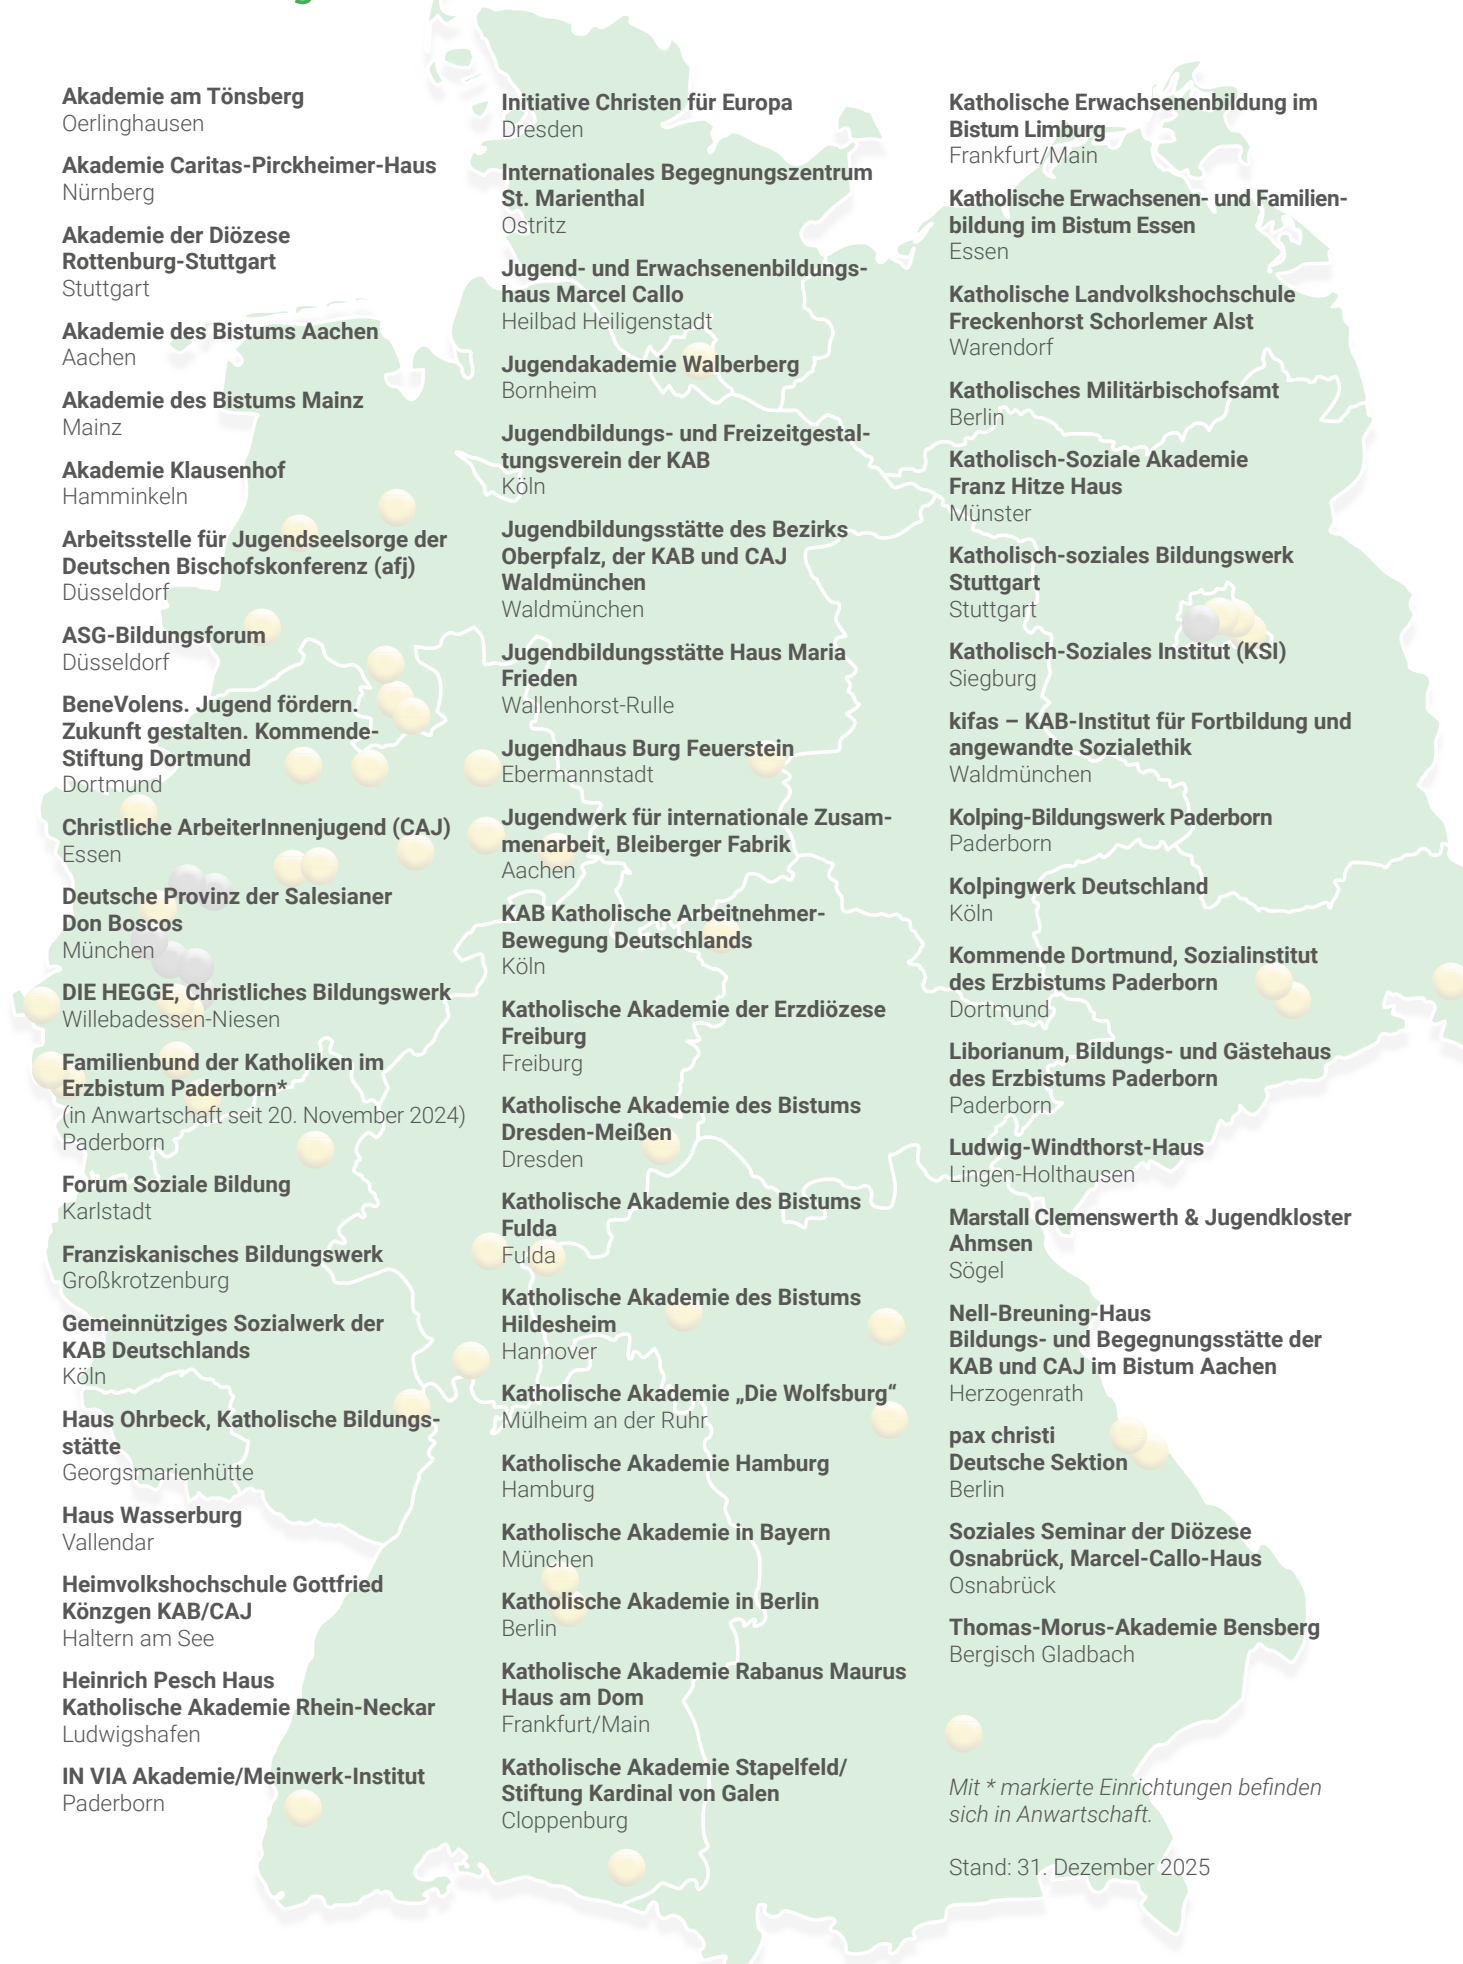 Akademie am Tönsberg
Oerlinghausen
Akademie Caritas-Pirckheimer-Haus
Nürnberg
Akademie der Diözese
Rottenburg-Stuttgart
Stuttgart
Akademie des Bistums Aachen
Aachen
Akademie des Bistums Mainz
Mainz
Akademie Klausenhof
Hamminkeln
Arbeitsstelle für Jugendseelsorge der
Deutschen Bischofskonferenz (afj)
Düsseldorf
ASG-Bildungsforum
Düsseldorf
BeneVolens. Jugend fördern.
Zukunft gestalten. Kommende-
Stiftung Dortmund
Dortmund
Christliche ArbeiterInnenjugend (CAJ)
Essen
Deutsche Provinz der Salesianer
Don Boscos
München
DIE HEGGE, Christliches Bildungswerk
Willebadessen-Niesen
Familienbund der Katholiken im
Erzbistum Paderborn*
(in Anwartschaft seit 20. November 2024)
Paderborn
Forum Soziale Bildung
Karlstadt
Franziskanisches Bildungswerk
Großkrotzenburg
Gemeinnütziges Sozialwerk der
KAB Deutschlands
Köln
Haus Ohrbeck, Katholische Bildungs-
stätte
Georgsmarienhütte
Haus Wasserburg
Vallendar
Heimvolkshochschule Gottfried
Könzgen KAB/CAJ
Haltern am See
Heinrich Pesch Haus
Katholische Akademie Rhein-Neckar
Ludwigshafen
IN VIA Akademie/Meinwerk-Institut
Paderborn
Initiative Christen für Europa
Dresden
Internationales Begegnungszentrum
St. Marienthal
Ostritz
Jugend- und Erwachsenenbildungs-
haus Marcel Callo
Heilbad Heiligenstadt
Jugendakademie Walberberg
Bornheim
Jugendbildungs- und Freizeitgestal-
tungsverein der KAB
Köln
Jugendbildungsstätte des Bezirks
Oberpfalz, der KAB und CAJ
Waldmünchen
Waldmünchen
Jugendbildungsstätte Haus Maria
Frieden
Wallenhorst-Rulle
Jugendhaus Burg Feuerstein
Ebermannstadt
Jugendwerk für internationale Zusam-
menarbeit, Bleiberger Fabrik
Aachen
KAB Katholische Arbeitnehmer-
Bewegung Deutschlands
Köln
Katholische Akademie der Erzdiözese
Freiburg
Freiburg
Katholische Akademie des Bistums
Dresden-Meißen
Dresden
Katholische Akademie des Bistums
Fulda
Fulda
Katholische Akademie des Bistums
Hildesheim
Hannover
Katholische Akademie „Die Wolfsburg“
Mülheim an der Ruhr
Katholische Akademie Hamburg
Hamburg
Katholische Akademie in Bayern
München
Katholische Akademie in Berlin
Berlin
Katholische Akademie Rabanus Maurus
Haus am Dom
Frankfurt/Main
Katholische Akademie Stapelfeld/
Stiftung Kardinal von Galen
Cloppenburg
Katholische Erwachsenenbildung im
Bistum Limburg
Frankfurt/Main
Katholische Erwachsenen- und Familien-
bildung im Bistum Essen
Essen
Katholische Landvolkshochschule
Freckenhorst Schorlemer Alst
Warendorf
Katholisches Militärbischofsamt
Berlin
Katholisch-Soziale Akademie
Franz Hitze Haus
Münster
Katholisch-soziales Bildungswerk
Stuttgart
Stuttgart
Katholisch-Soziales Institut (KSI)
Siegburg
kifas – KAB-Institut für Fortbildung und
angewandte Sozialethik
Waldmünchen
Kolping-Bildungswerk Paderborn
Paderborn
Kolpingwerk Deutschland
Köln
Kommende Dortmund, Sozialinstitut
des Erzbistums Paderborn
Dortmund
Liborianum, Bildungs- und Gästehaus
des Erzbistums Paderborn
Paderborn
Ludwig-Windthorst-Haus
Lingen-Holthausen
Marstall Clemenswerth & Jugendkloster
Ahmsen
Sögel
Nell-Breuning-Haus
Bildungs- und Begegnungsstätte der
KAB und CAJ im Bistum Aachen
Herzogenrath
pax christi
Deutsche Sektion
Berlin
Soziales Seminar der Diözese
Osnabrück, Marcel-Callo-Haus
Osnabrück
Thomas-Morus-Akademie Bensberg
Bergisch Gladbach
Mit * markierte Einrichtungen befinden
sich in Anwartschaft.
Stand: 31. Dezember 2025